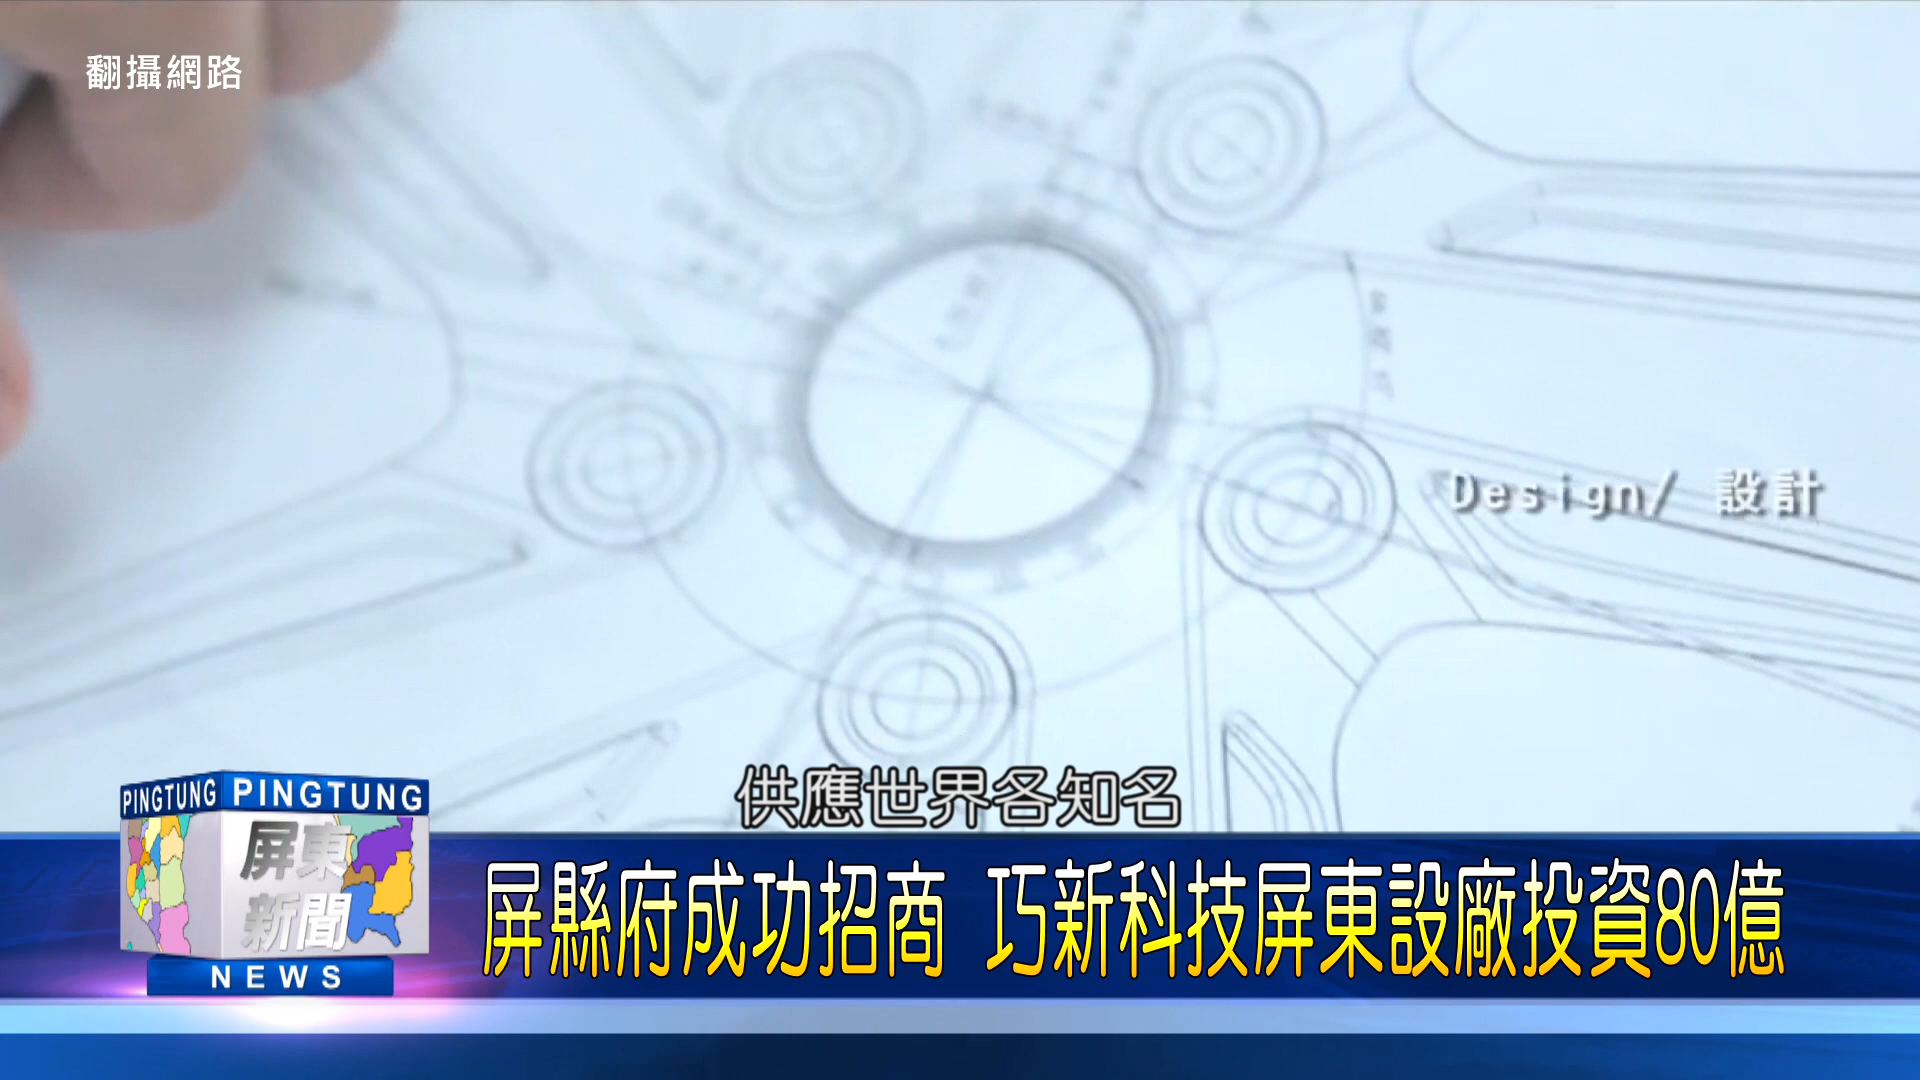 翻攝網路
Design/ 設計
供應世界各知名
PINGTUNG PINGTUNG
屏東
新聞
NEWS
屏縣府成功招商 巧新科技屏東設廠投資80億